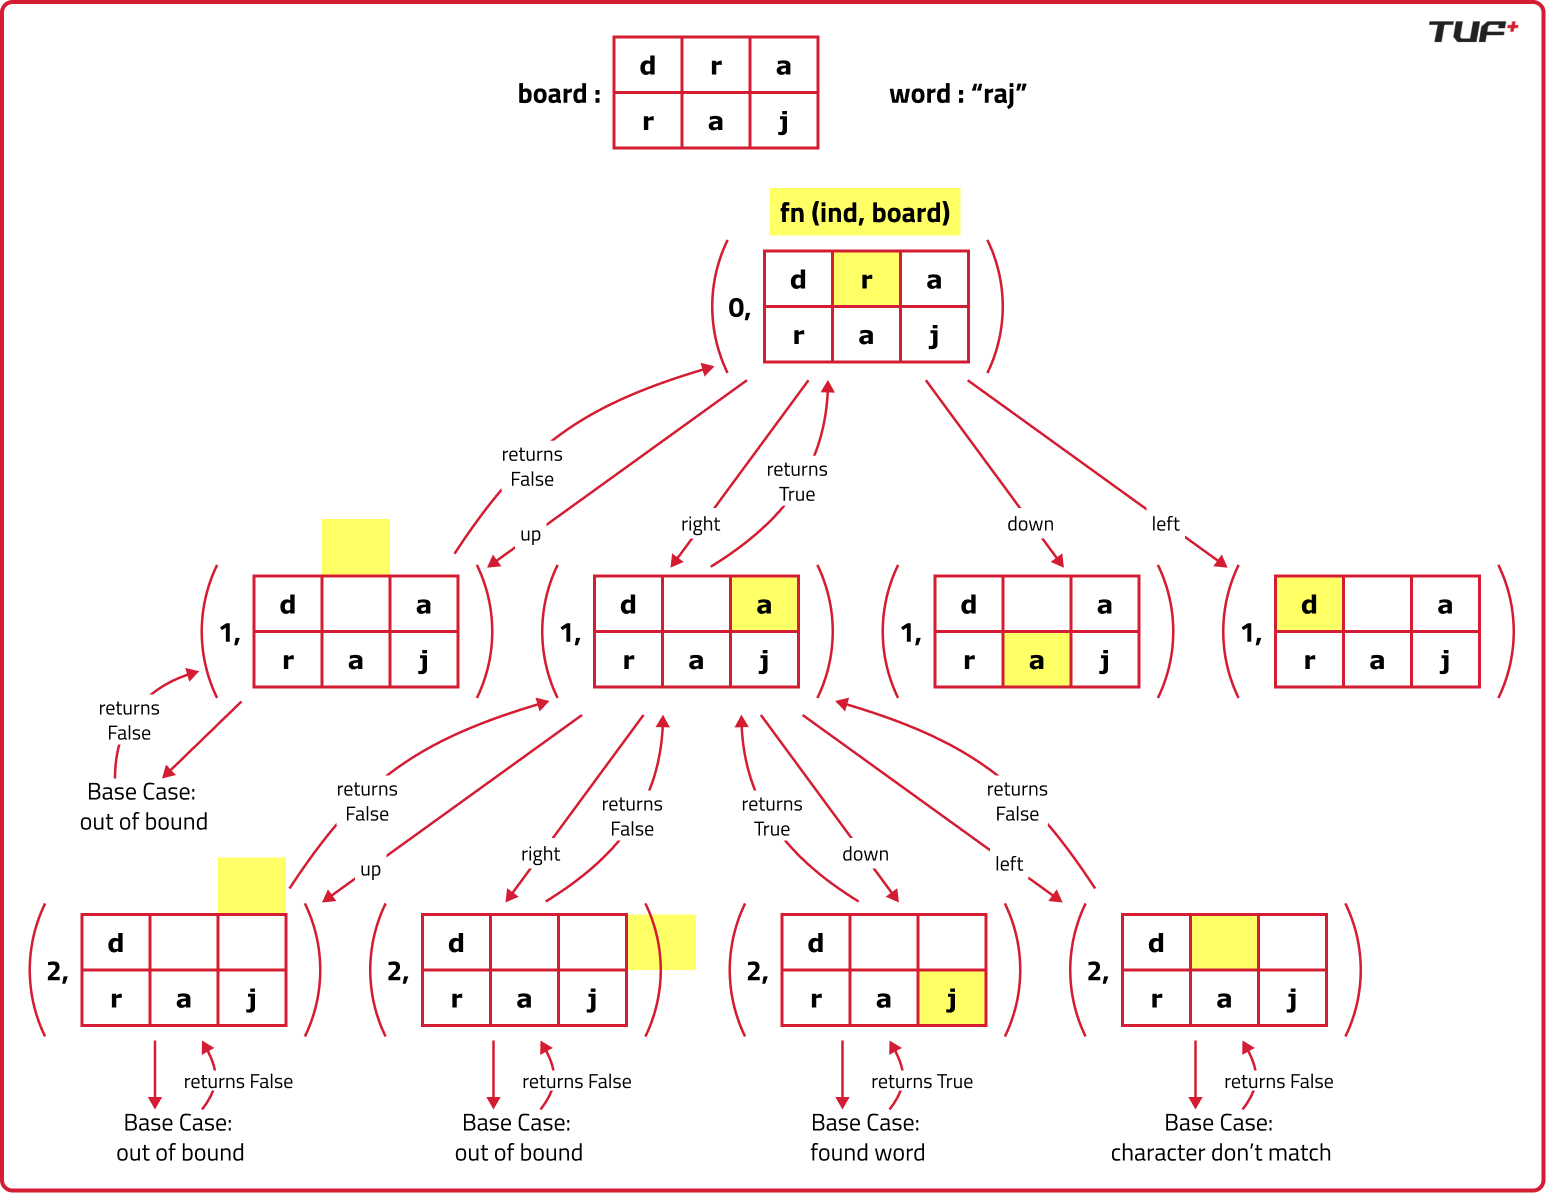 TUF+
board :
d r a
r a j
word : “raj”
fn (ind, board)
0,
d r a
r a j
returns
False
up
right
returns
True
down
left
1,
d a
r a j
1,
d a
r a j
1,
d a
r a j
1,
d a
r a j
returns
False
Base Case:
out of bound
returns
False
up
right
returns
False
returns
True
down
left
returns
False
2,
d
r a j
2,
d
r a j
2,
d
r a j
2,
d
r a j
returns False
Base Case:
out of bound
returns False
Base Case:
out of bound
returns True
Base Case:
found word
returns False
Base Case:
character don’t match